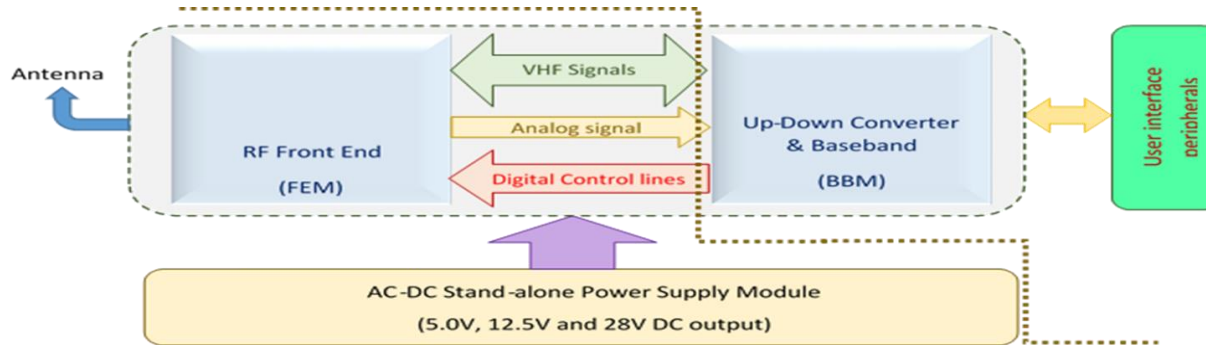 Antenna
RF Front End
(FEM)
VHF Signals
Analog signal
Digital Control lines
Up-Down Converter
& Baseband
(BBM)
User interface
peripherals
AC-DC Stand-alone Power Supply Module
(5.0V, 12.5V and 28V DC output)